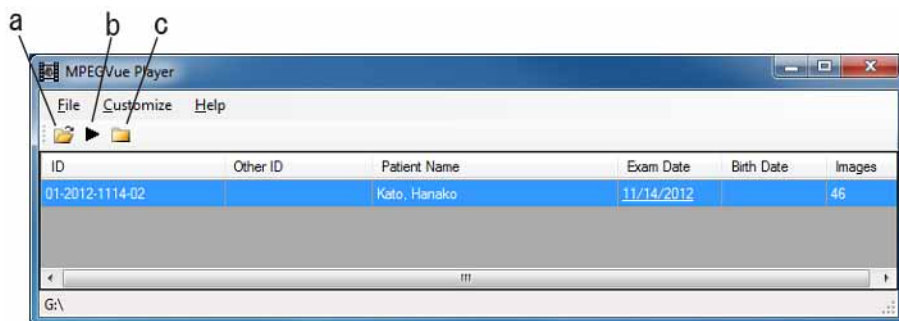 a b c
MPEGVue Player
File Customize Help
ID Other ID Patient Name Exam Date Birth Date Images
01-2012-1114-02 Kato, Hanako 11/14/2012 46
G:\